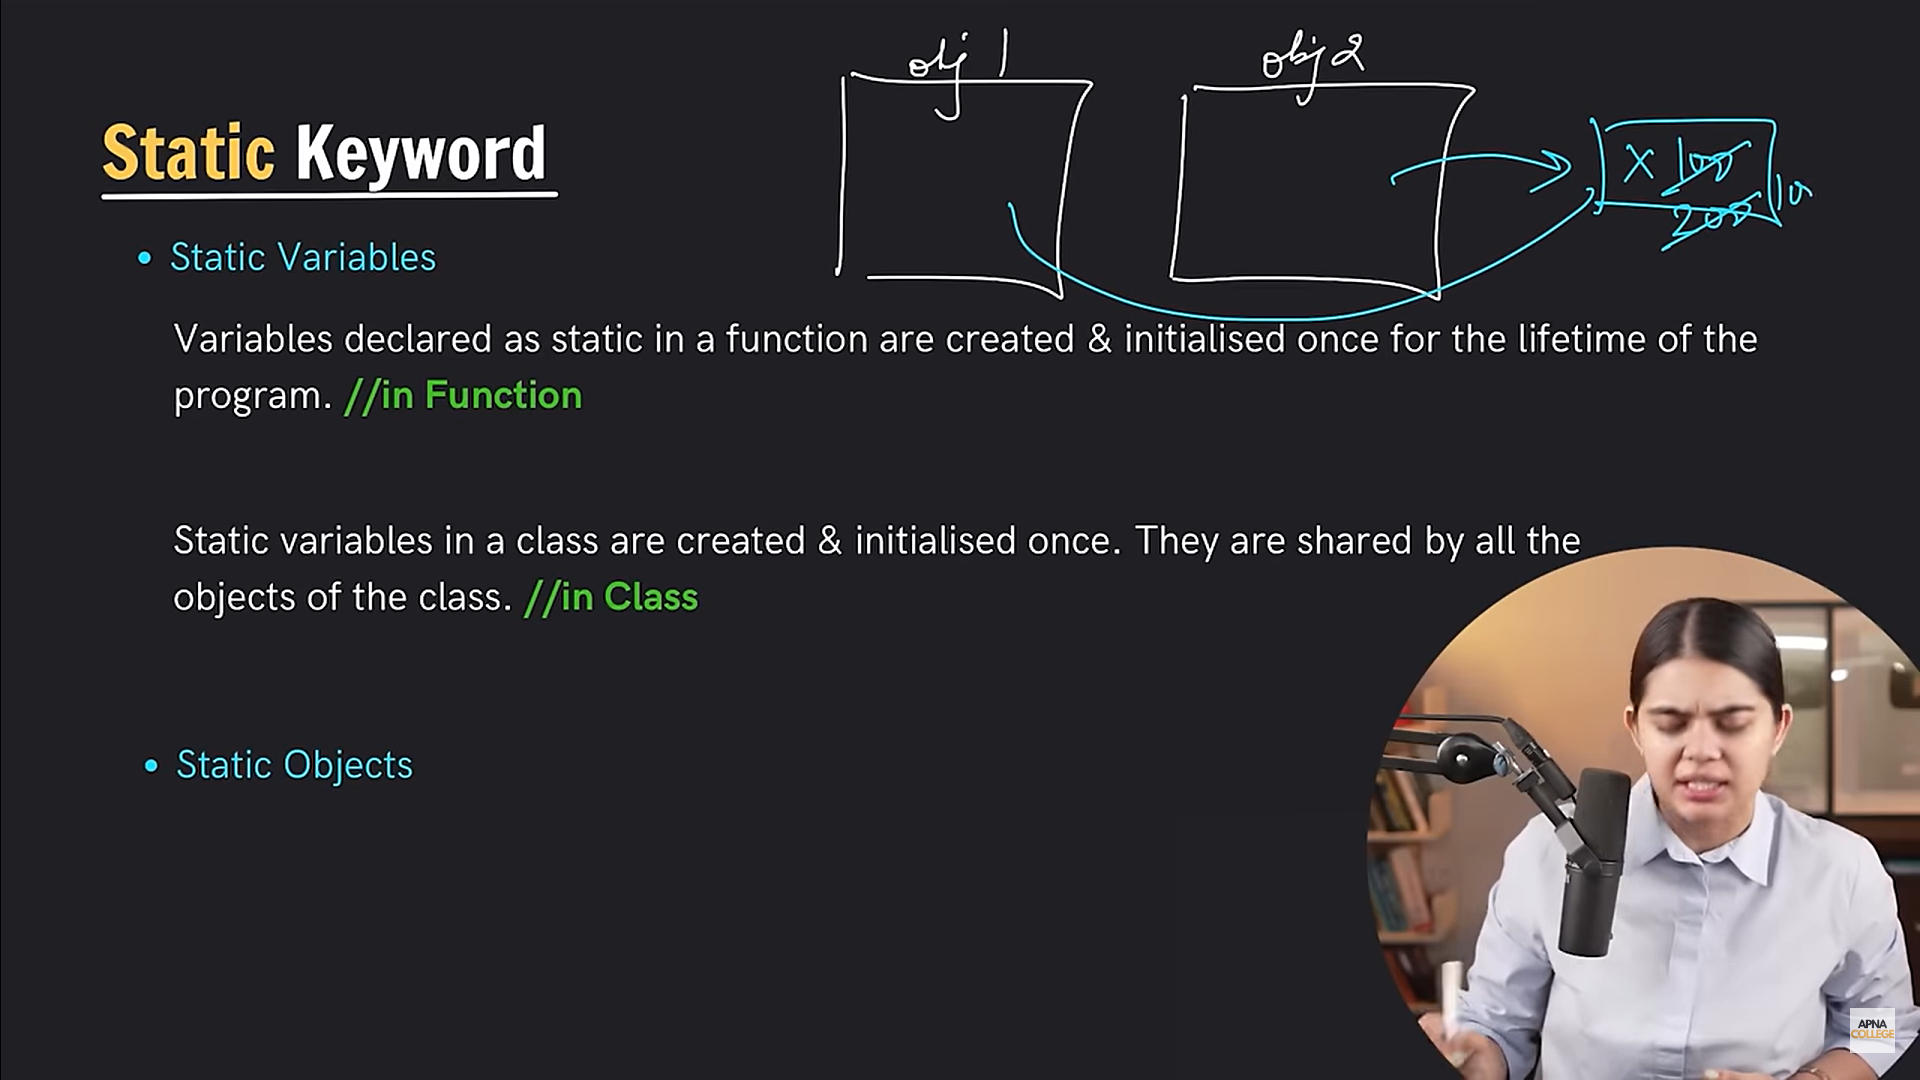 obj 1
obj 2
Static Keyword
X 100
200
• Static Variables
Variables declared as static in a function are created & initialised once for the lifetime of the
program. //in Function
Static variables in a class are created & initialised once. They are shared by all the
objects of the class. //in Class
• Static Objects
APNA
COLLEGE